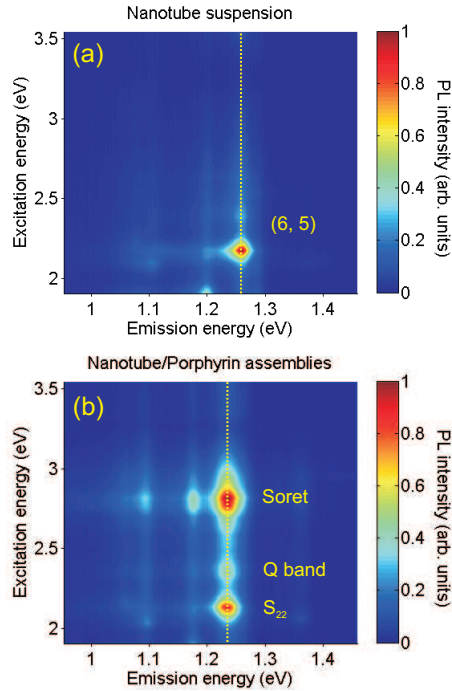 Nanotube suspension
(a)
3.5
3
2.5
2
Excitation energy (eV)
(6, 5)
1
1.1
1.2
1.3
1.4
Emission energy (eV)
1
0.8
0.6
0.4
0.2
0
PL intensity (arb. units)
Nanotube/Porphyrin assemblies
(b)
3.5
3
2.5
2
Excitation energy (eV)
Soret
Q band
S22
1
1.1
1.2
1.3
1.4
Emission energy (eV)
1
0.8
0.6
0.4
0.2
0
PL intensity (arb. units)